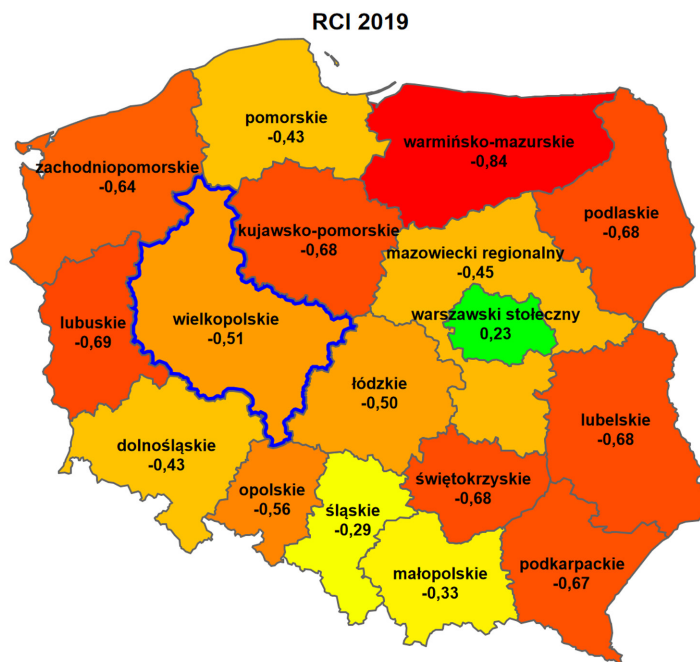 RCI 2019
pomorskie
-0,43
warmińsko-mazurskie
-0,84
zachodniopomorskie
-0,64
podlaskie
-0,68
kujawsko-pomorskie
-0,68
mazowiecki regionalny
-0,45
warszawski stołeczny
0,23
lubuskie
-0,69
wielkopolskie
-0,51
łódzkie
-0,50
lubelskie
-0,68
dolnośląskie
-0,43
opolskie
-0,56
śląskie
-0,29
świętokrzyskie
-0,68
małopolskie
-0,33
podkarpackie
-0,67